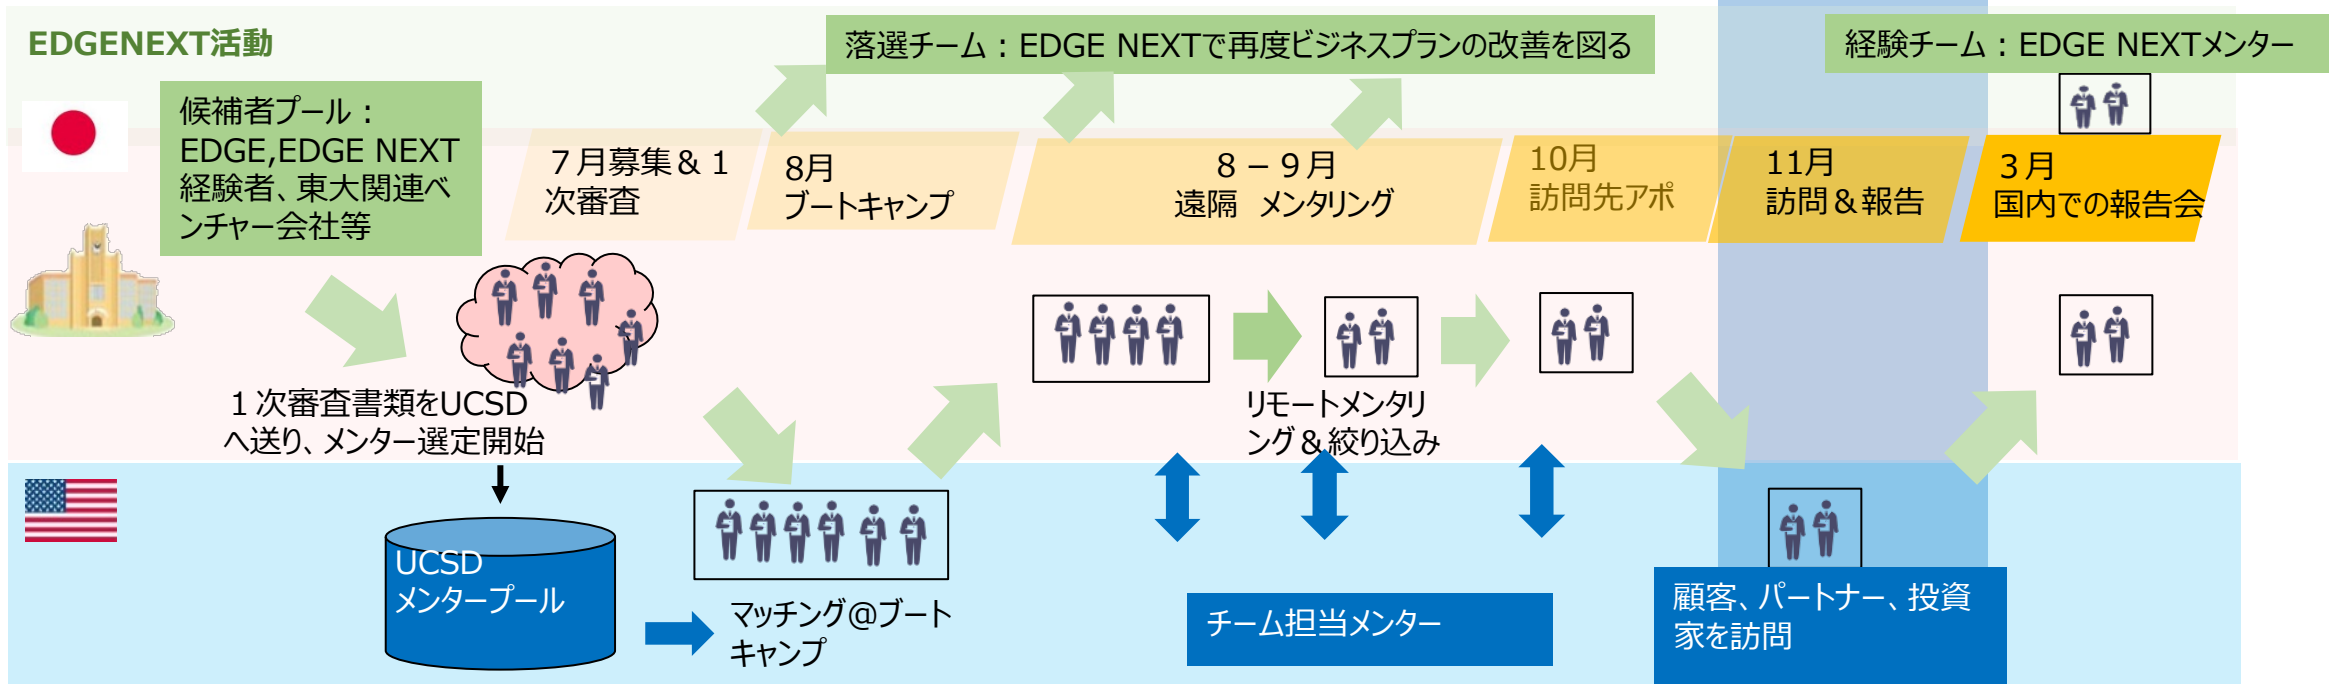 EDGENEXT活動
落選チーム：EDGE NEXTで再度ビジネスプランの改善を図る
経験チーム：EDGE NEXTメンター
候補者プール：
EDGE,EDGE NEXT
経験者、東大関連ベ
ンチャー会社等
７月募集＆１
次審査
8月
ブートキャンプ
８－９月
遠隔　メンタリング
10月
訪問先アポ
11月
訪問＆報告
３月
国内での報告会
１次審査書類をUCSD
へ送り、メンター選定開始
リモートメンタリ
ング＆絞り込み
UCSD
メンタープール
マッチング@ブート
キャンプ
チーム担当メンター
顧客、パートナー、投資
家を訪問